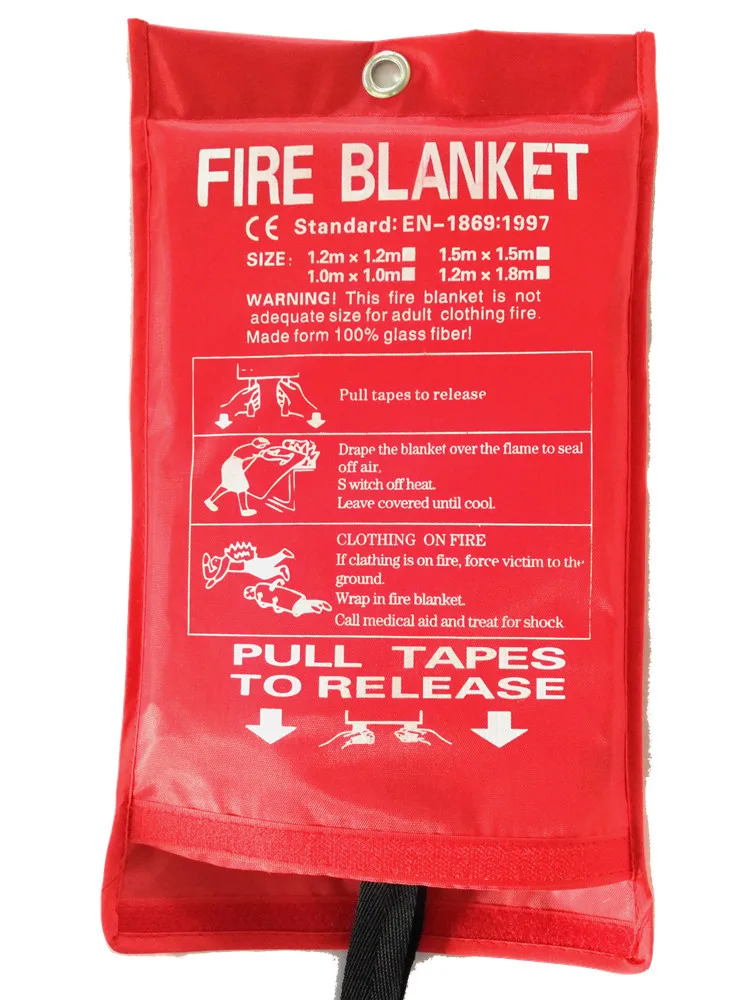 FIRE BLANKET
CE Standard: EN-1869:1997
SIZE: 1.2m × 1.2m 1.5m × 1.5m
1.0m × 1.0m 1.2m × 1.8m
WARNING! This fire blanket is not
adequate size for adult clothing fire.
Made form 100% glass fiber!
Pull tapes to release
Drape the blanket over the flame to seal
off air,
S witch off heat.
Leave covered until cool.
CLOTHING ON FIRE
If clathing is on fire, force victim to the
ground.
Wrap in fire blanket.
Call medical aid and treat for shock
PULL TAPES
TO RELEASE